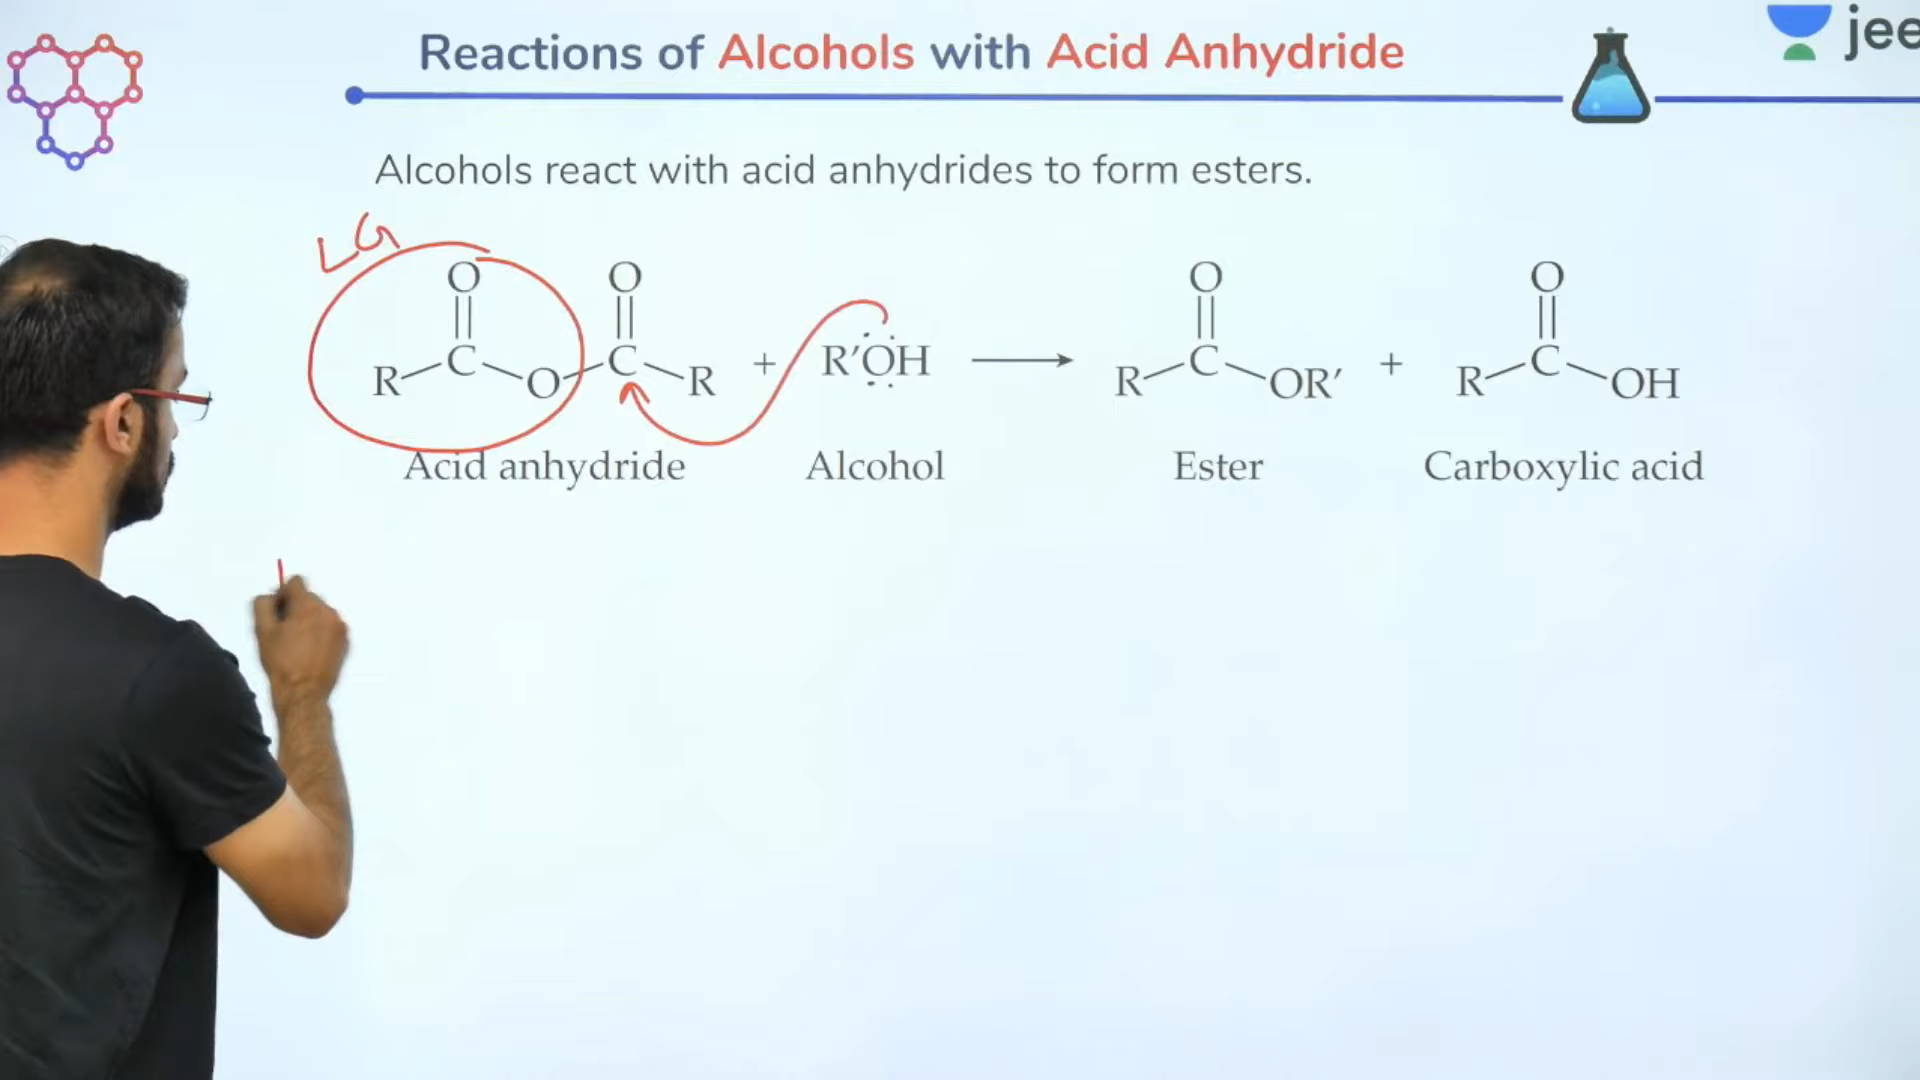 Reactions of Alcohols with Acid Anhydride
jee
Alcohols react with acid anhydrides to form esters.
LG
O O O O
R C O C R + R′ÖH ⟶ R C OR′ + R C OH
Acid anhydride Alcohol Ester Carboxylic acid